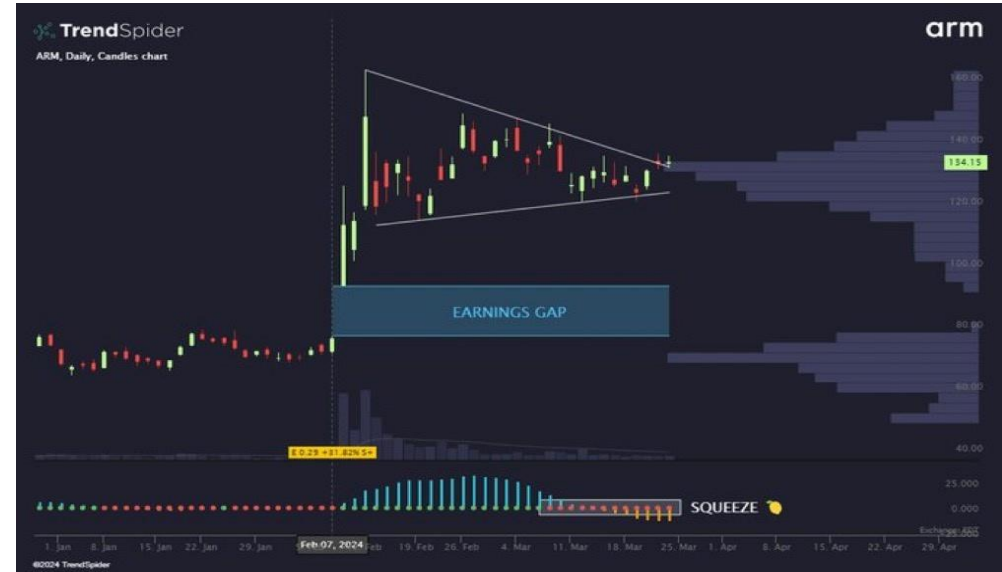 TrendSpider
arm
ARM, Daily, Candles chart
160.00
140.00
134.15
120.00
100.00
EARNINGS GAP
80.00
60.00
E 0.29 +31.82% S+
40.00
25.000
SQUEEZE
0.000
-25.000
1. Jan 8. Jan 15. Jan 22. Jan 29. Jan Feb 07, 2024 Feb 19. Feb 26. Feb 4. Mar 11. Mar 18. Mar 25. Mar 1. Apr 8. Apr 15. Apr 22. Apr 29. Apr
©2024 TrendSpider